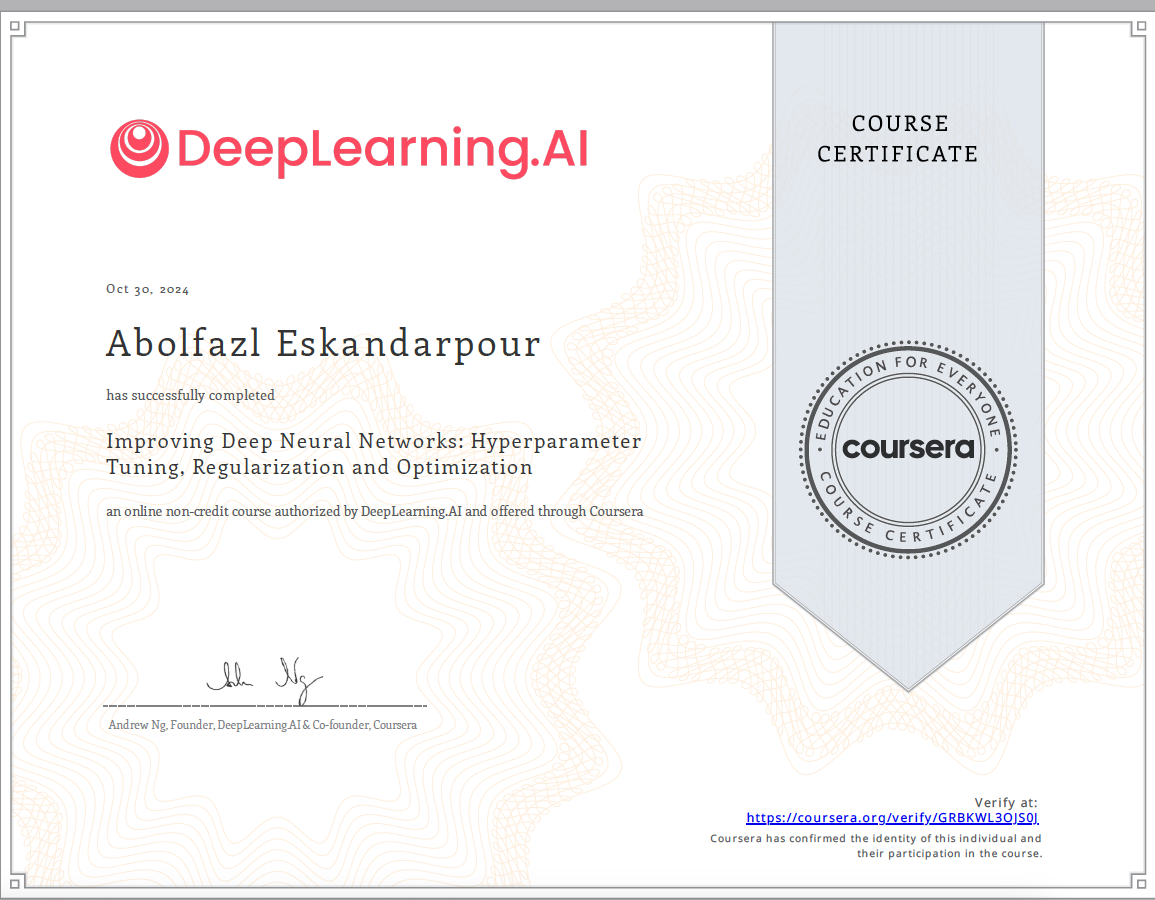 DeepLearning.AI
COURSE
CERTIFICATE
Oct 30, 2024
Abolfazl Eskandarpour
has successfully completed
Improving Deep Neural Networks: Hyperparameter
Tuning, Regularization and Optimization
an online non-credit course authorized by DeepLearning.AI and offered through Coursera
EDUCATION FOR EVERYONE
coursera
COURSE CERTIFICATE
Andrew Ng, Founder, DeepLearning.AI & Co-founder, Coursera
Verify at:
https://coursera.org/verify/GRBKWL3OJS0J
Coursera has confirmed the identity of this individual and
their participation in the course.